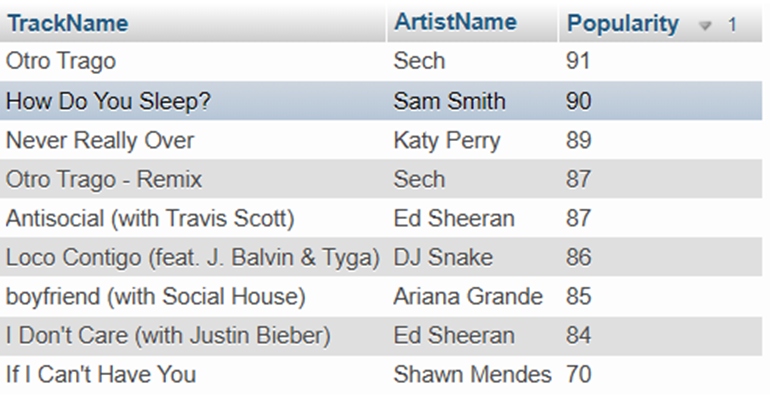 TrackName ArtistName Popularity 1
Otro Trago Sech 91
How Do You Sleep? Sam Smith 90
Never Really Over Katy Perry 89
Otro Trago - Remix Sech 87
Antisocial (with Travis Scott) Ed Sheeran 87
Loco Contigo (feat. J. Balvin & Tyga) DJ Snake 86
boyfriend (with Social House) Ariana Grande 85
I Don't Care (with Justin Bieber) Ed Sheeran 84
If I Can't Have You Shawn Mendes 70